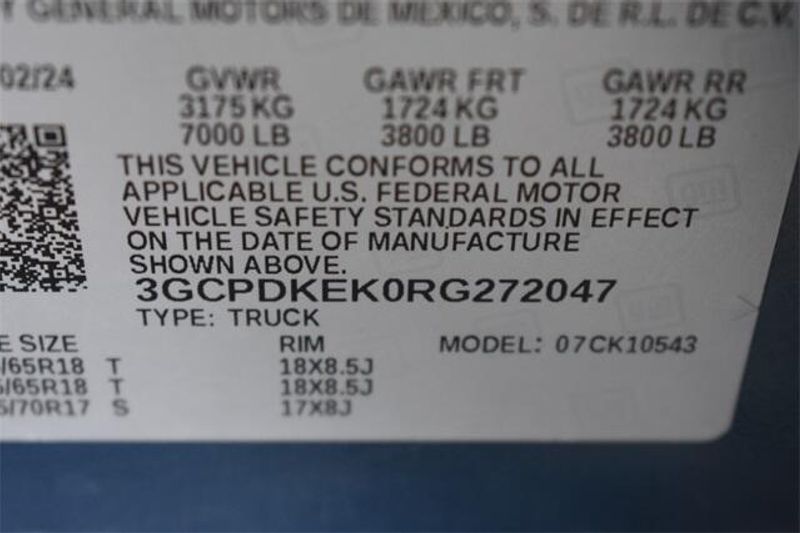 Y GENERAL MOTORS DE MEXICO, S. DE R.L. DE C.V.
02/24 GVWR GAWR FRT GAWR RR
3175 KG 1724 KG 1724 KG
7000 LB 3800 LB 3800 LB
THIS VEHICLE CONFORMS TO ALL
APPLICABLE U.S. FEDERAL MOTOR
VEHICLE SAFETY STANDARDS IN EFFECT
ON THE DATE OF MANUFACTURE
SHOWN ABOVE.
3GCPDKEK0RG272047
TYPE: TRUCK
E SIZE RIM MODEL: 07CK10543
/65R18 T 18X8.5J
/65R18 T 18X8.5J
/70R17 S 17X8J